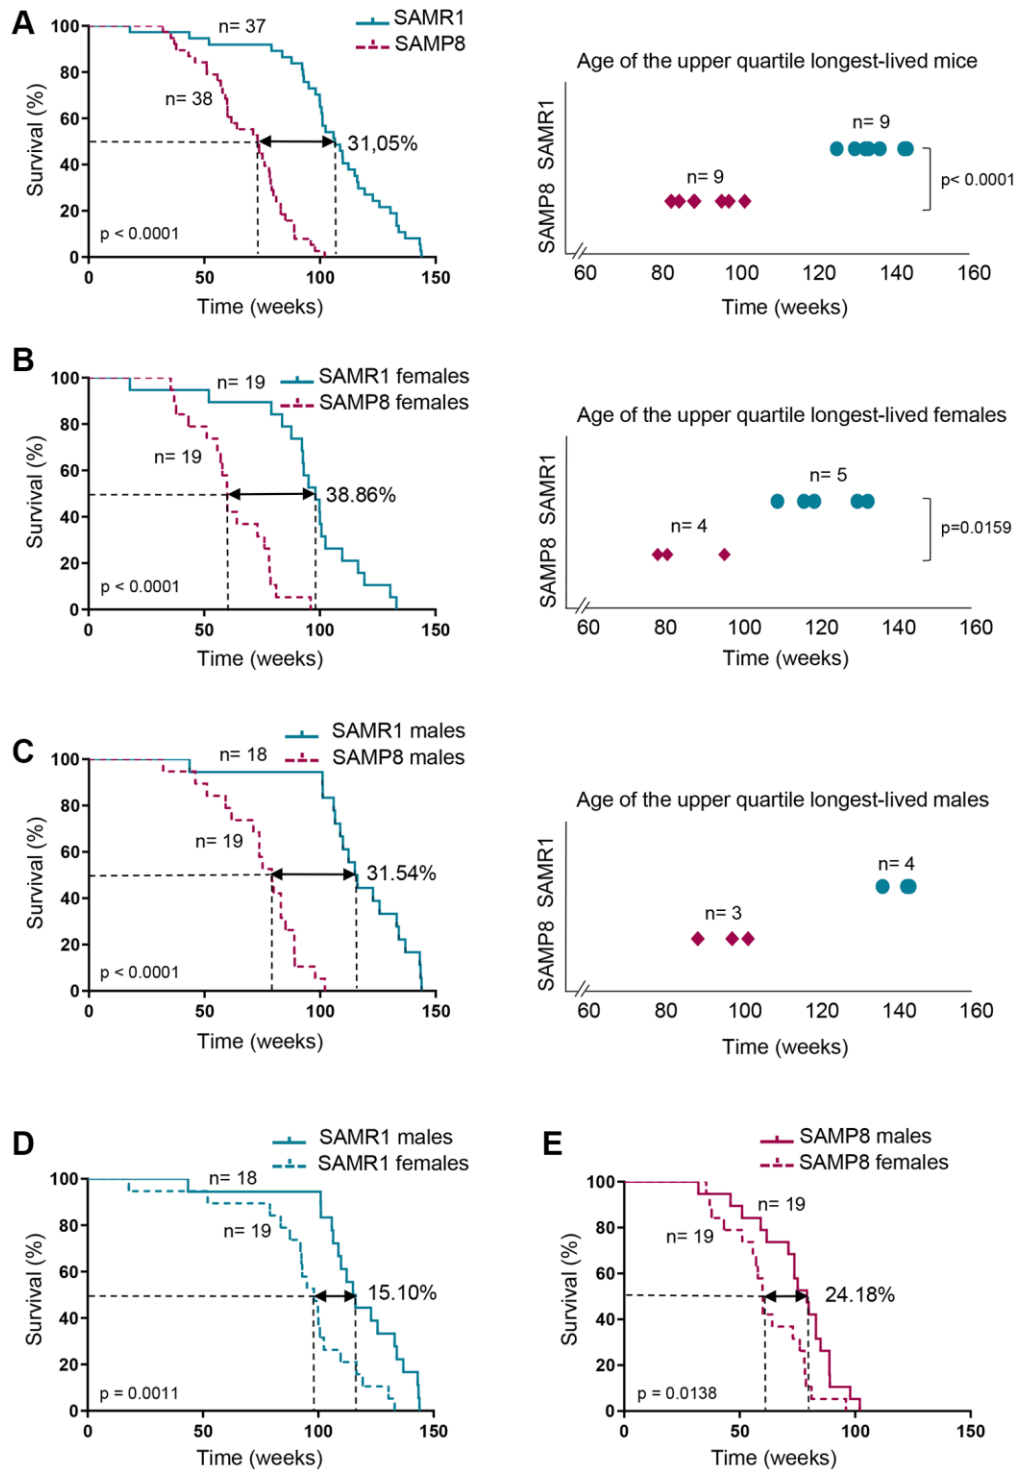 A
SAMR1
SAMP8
n= 37
n= 38
31,05%
p < 0.0001
Survival (%)
100
80
60
40
20
0
0 50 100 150
Time (weeks)
Age of the upper quartile longest-lived mice
SAMP8 SAMR1
n= 9
n= 9
p< 0.0001
60 80 100 120 140 160
Time (weeks)
B
SAMR1 females
SAMP8 females
n= 19
n= 19
38.86%
p < 0.0001
Survival (%)
100
80
60
40
20
0
0 50 100 150
Time (weeks)
Age of the upper quartile longest-lived females
SAMP8 SAMR1
n= 5
n= 4
p=0.0159
60 80 100 120 140 160
Time (weeks)
C
SAMR1 males
SAMP8 males
n= 18
n= 19
31.54%
p < 0.0001
Survival (%)
100
80
60
40
20
0
0 50 100 150
Time (weeks)
Age of the upper quartile longest-lived males
SAMP8 SAMR1
n= 4
n= 3
60 80 100 120 140 160
Time (weeks)
D
SAMR1 males
SAMR1 females
n= 18
n= 19
15.10%
p = 0.0011
Survival (%)
100
80
60
40
20
0
0 50 100 150
Time (weeks)
E
SAMP8 males
SAMP8 females
n= 19
n= 19
24.18%
p = 0.0138
Survival (%)
100
80
60
40
20
0
0 50 100 150
Time (weeks)